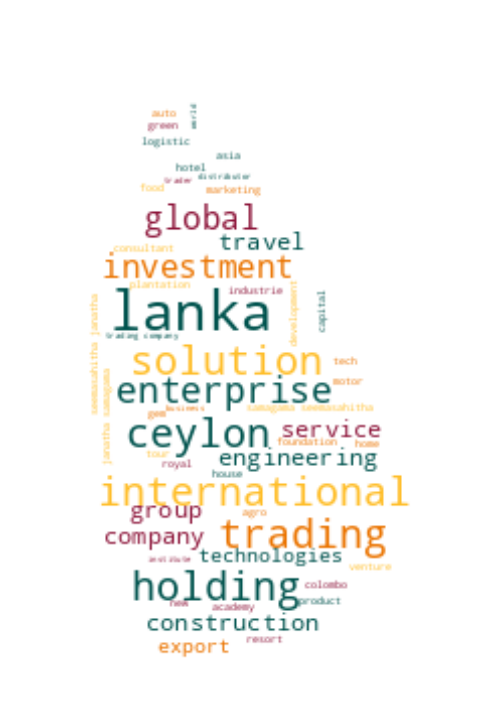 auto
world
green
logistic
asia
hotel
trader distributor
food
marketing
global
travel
consultant
investment
plantation
industrie
lanka
capital
development
seemasahitha janatha
trading company
solution
tech
enterprise
motor
janatha samagama
business
samagama seemasahitha
gem
ceylon
service
foundation
home
tour
engineering
royal
house
international
group
agro
company
trading
technologies
institute
venture
holding
colombo
new
product
academy
construction
resort
export